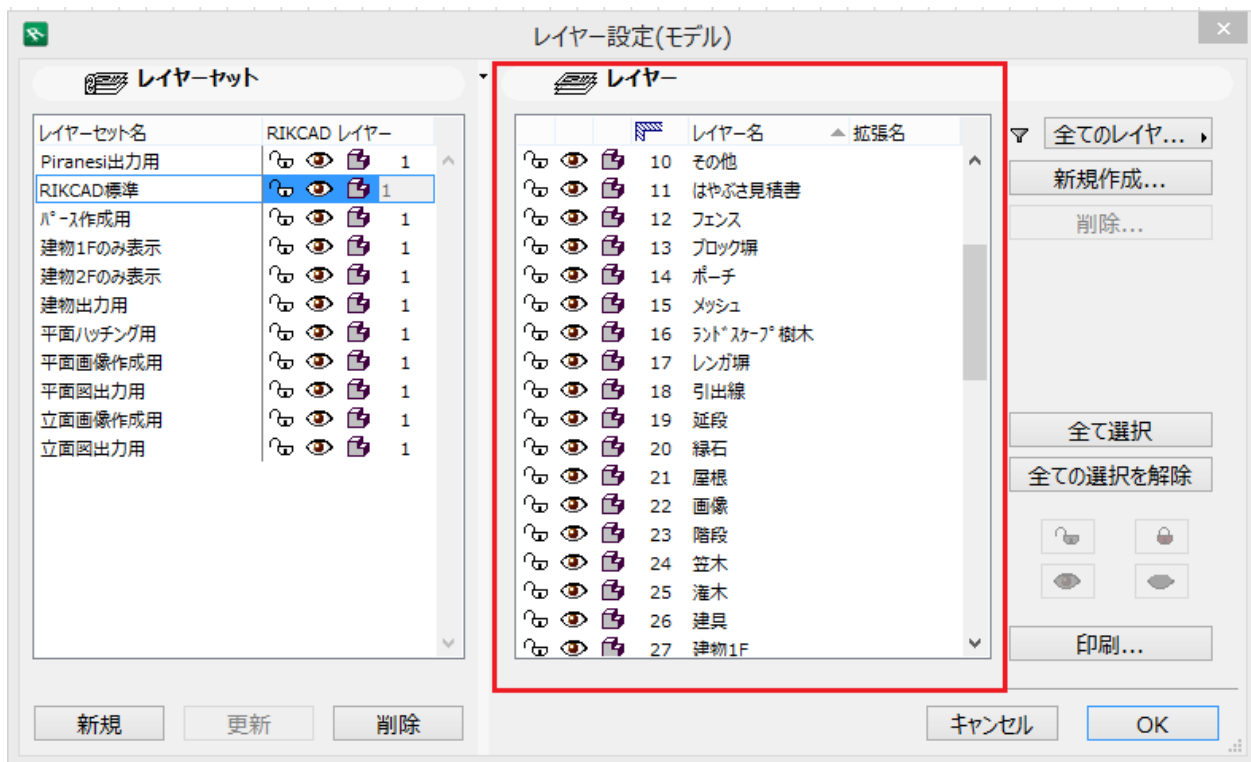 レイヤー設定(モデル)
レイヤーセット
レイヤーセット名 RIKCAD レイヤー
Piranesi出力用 1
RIKCAD標準 1
パース作成用 1
建物1Fのみ表示 1
建物2Fのみ表示 1
建物出力用 1
平面ハッチング用 1
平面画像作成用 1
平面図出力用 1
立面画像作成用 1
立面図出力用 1
新規 更新 削除
レイヤー
レイヤー名 拡張名
10 その他
11 はやぶさ見積書
12 フェンス
13 ブロック塀
14 ポーチ
15 メッシュ
16 ランドスケープ樹木
17 レンガ塀
18 引出線
19 延段
20 縁石
21 屋根
22 画像
23 階段
24 笠木
25 潅木
26 建具
27 建物1F
全てのレイヤ...
新規作成...
削除...
全て選択
全ての選択を解除
印刷...
キャンセル OK